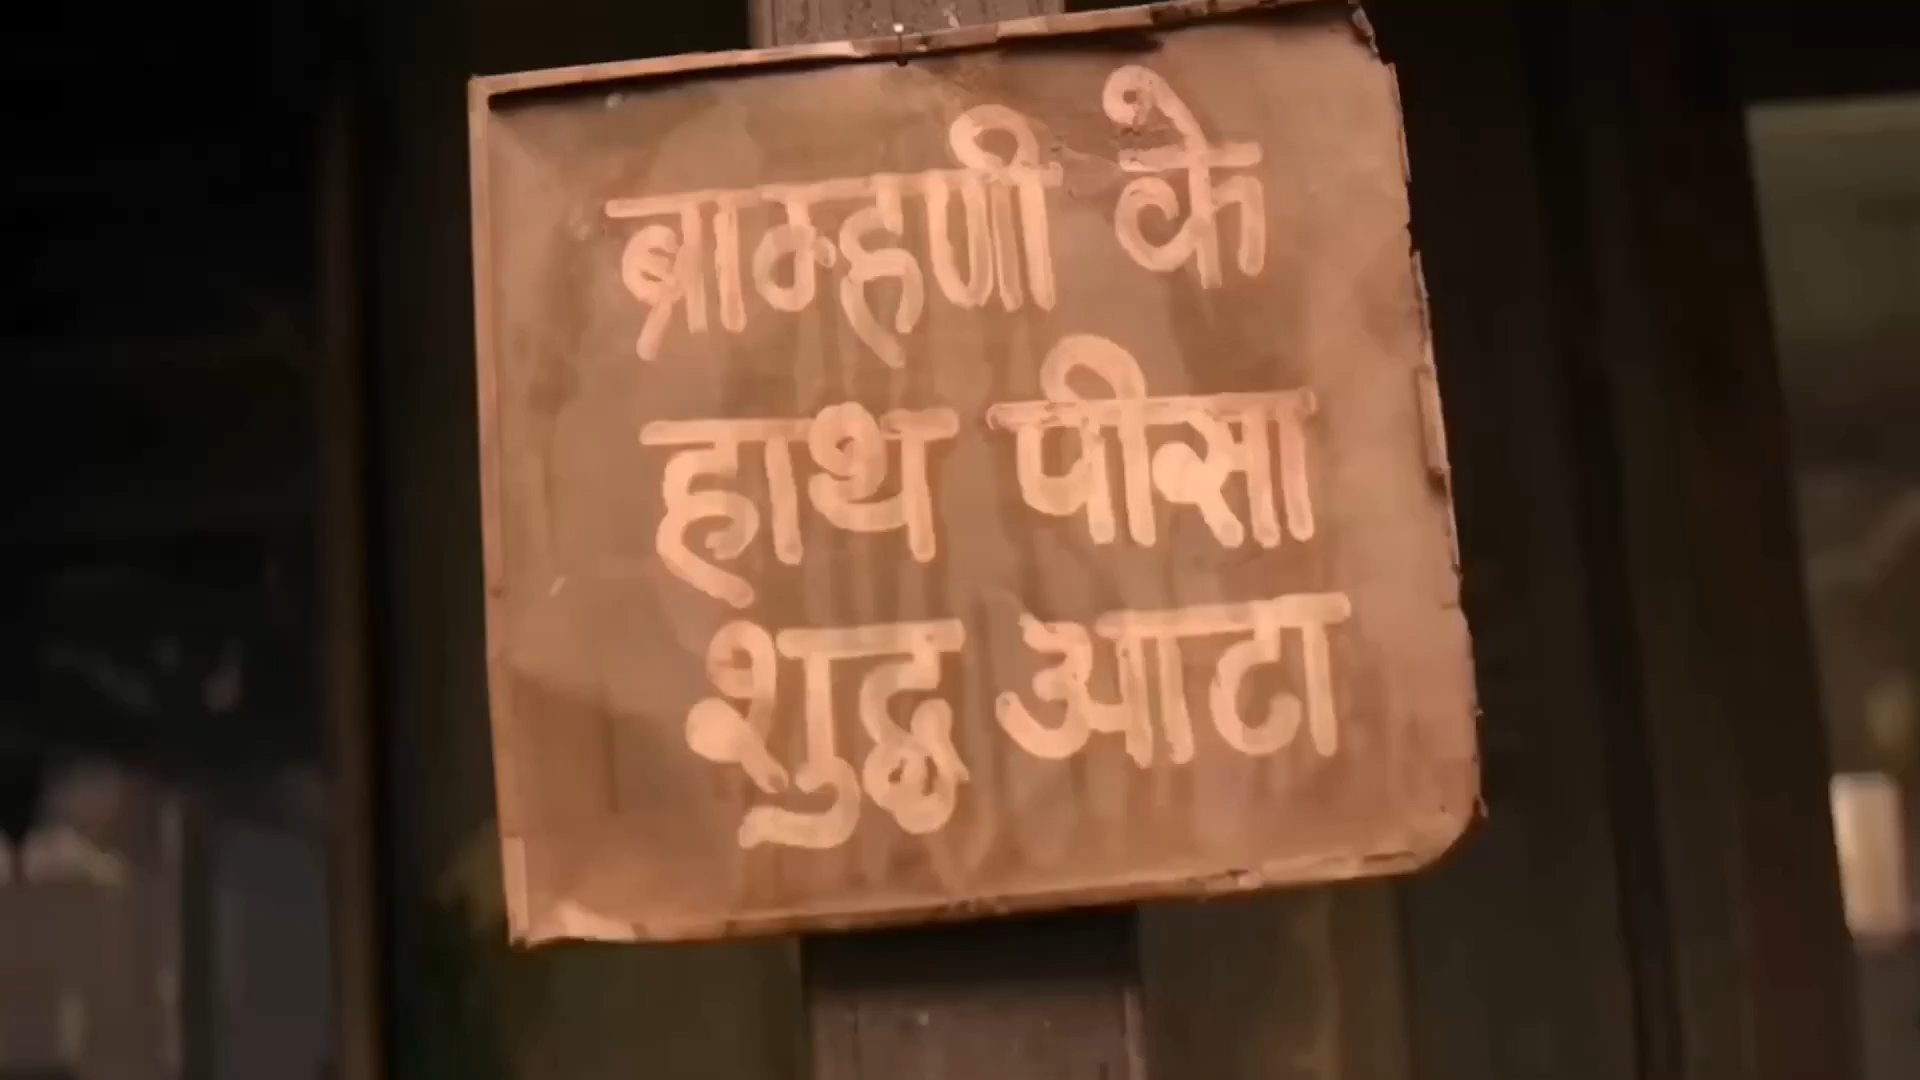 ब्राम्हणी के
हाथ पीसा
शुद्ध आटा